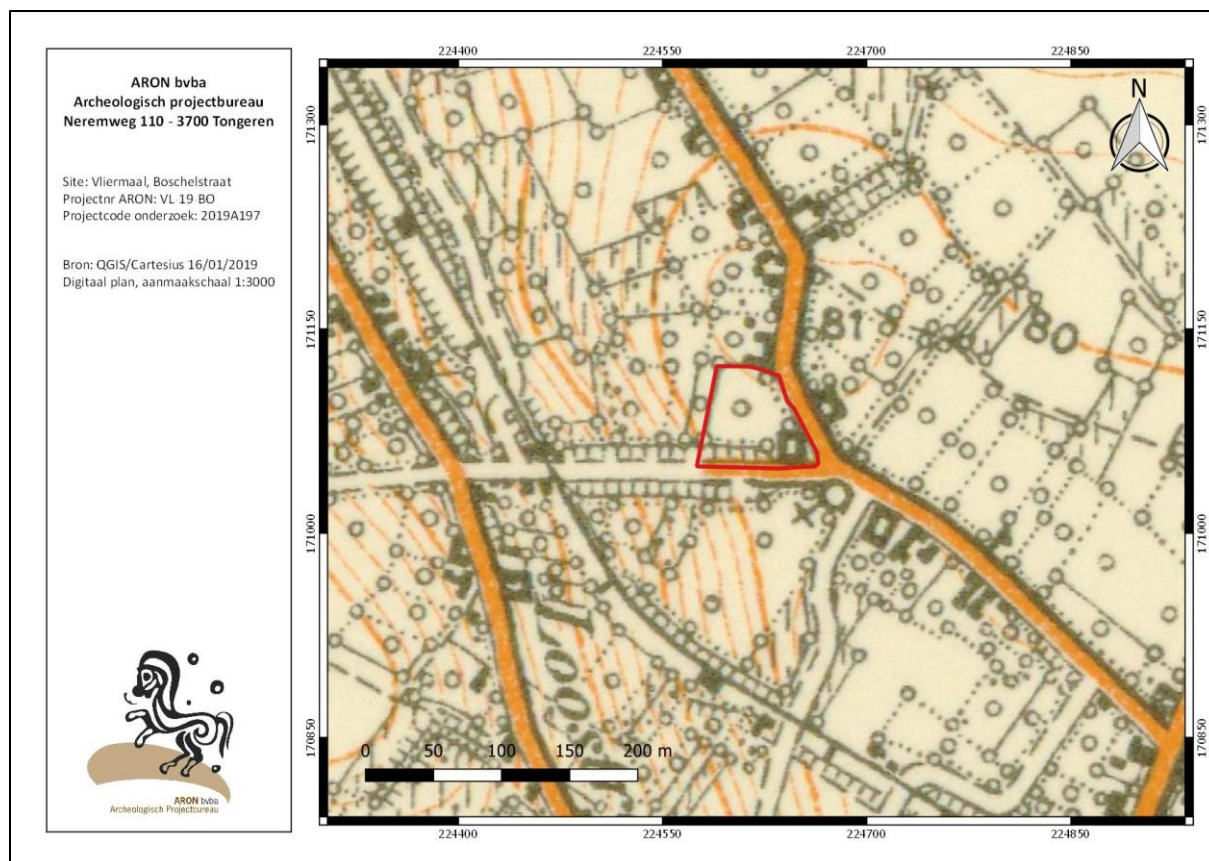 ARON bvba
Archeologisch projectbureau
Neremweg 110 - 3700 Tongeren
Site: Vliermaal, Boschelstraat
Projectnr ARON: VL 19 BO
Projectcode onderzoek: 2019A197
Bron: QGIS/Cartesius 16/01/2019
Digitaal plan, aanmaakschaal 1:3000
ARON bvba
Archeologisch Projectbureau
224400 224550 224700 224850
171300 171300
N
171150 171150
81
80
171000 171000
170850 170850
0 50 100 150 200 m
224400 224550 224700 224850